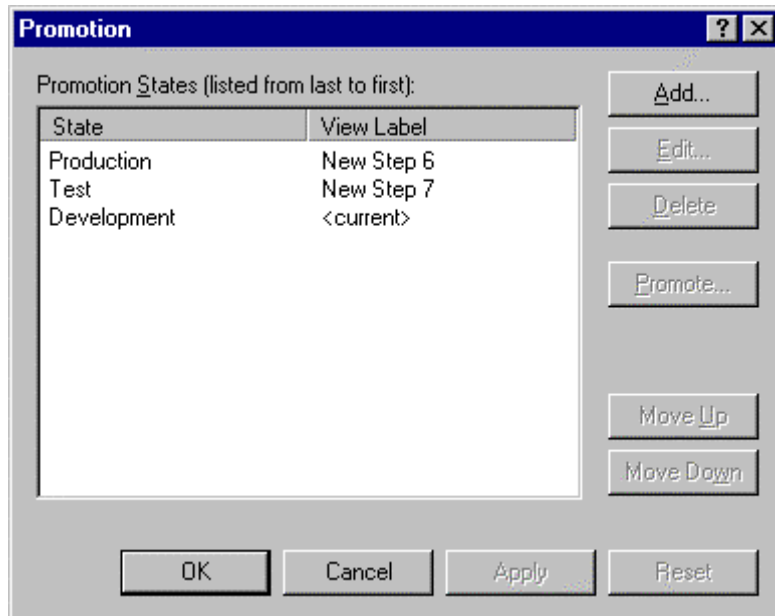 Promotion
Promotion States (listed from last to first):
State View Label
Production New Step 6
Test New Step 7
Development <current>
Add...
Edit...
Delete
Promote...
Move Up
Move Down
OK Cancel Apply Reset